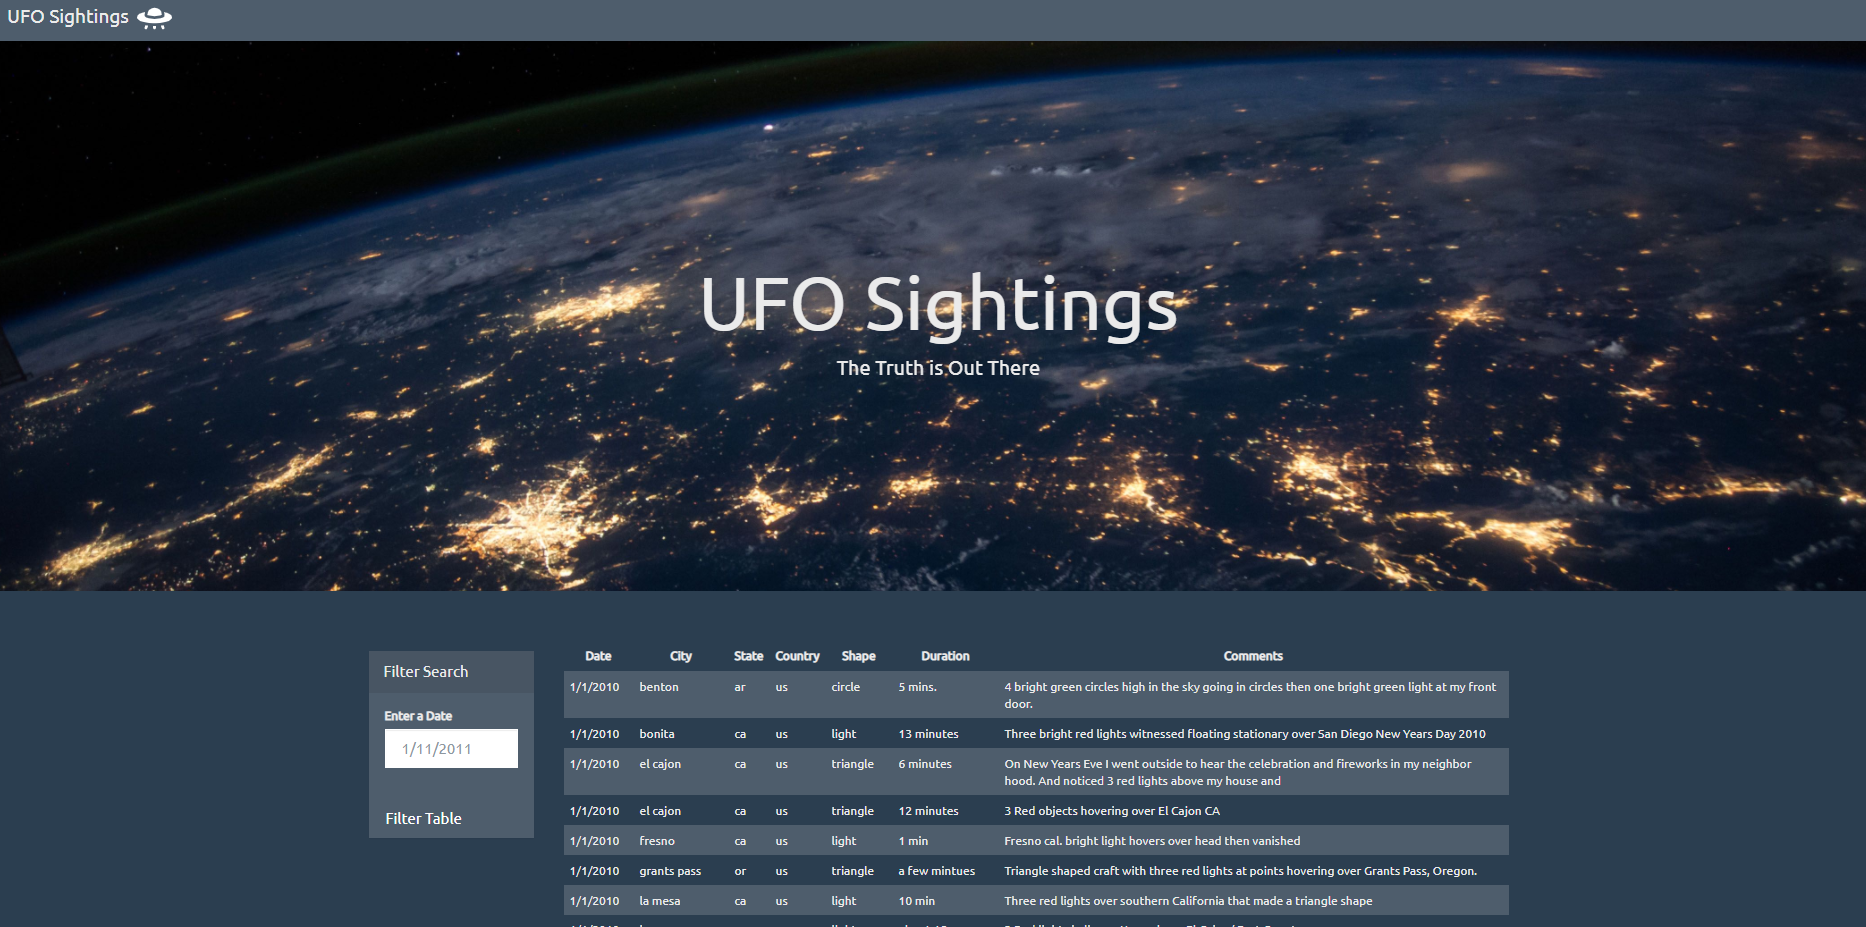 UFO Sightings
UFO Sightings
The Truth is Out There
Filter Search
Enter a Date
1/11/2011
Filter Table
Date City State Country Shape Duration Comments
1/1/2010 benton ar us circle 5 mins. 4 bright green circles high in the sky going in circles then one bright green light at my front
door.
1/1/2010 bonita ca us light 13 minutes Three bright red lights witnessed floating stationary over San Diego New Years Day 2010
1/1/2010 el cajon ca us triangle 6 minutes On New Years Eve I went outside to hear the celebration and fireworks in my neighbor
hood. And noticed 3 red lights above my house and
1/1/2010 el cajon ca us triangle 12 minutes 3 Red objects hovering over El Cajon CA
1/1/2010 fresno ca us light 1 min Fresno cal. bright light hovers over head then vanished
1/1/2010 grants pass or us triangle a few mintues Triangle shaped craft with three red lights at points hovering over Grants Pass, Oregon.
1/1/2010 la mesa ca us light 10 min Three red lights over southern California that made a triangle shape